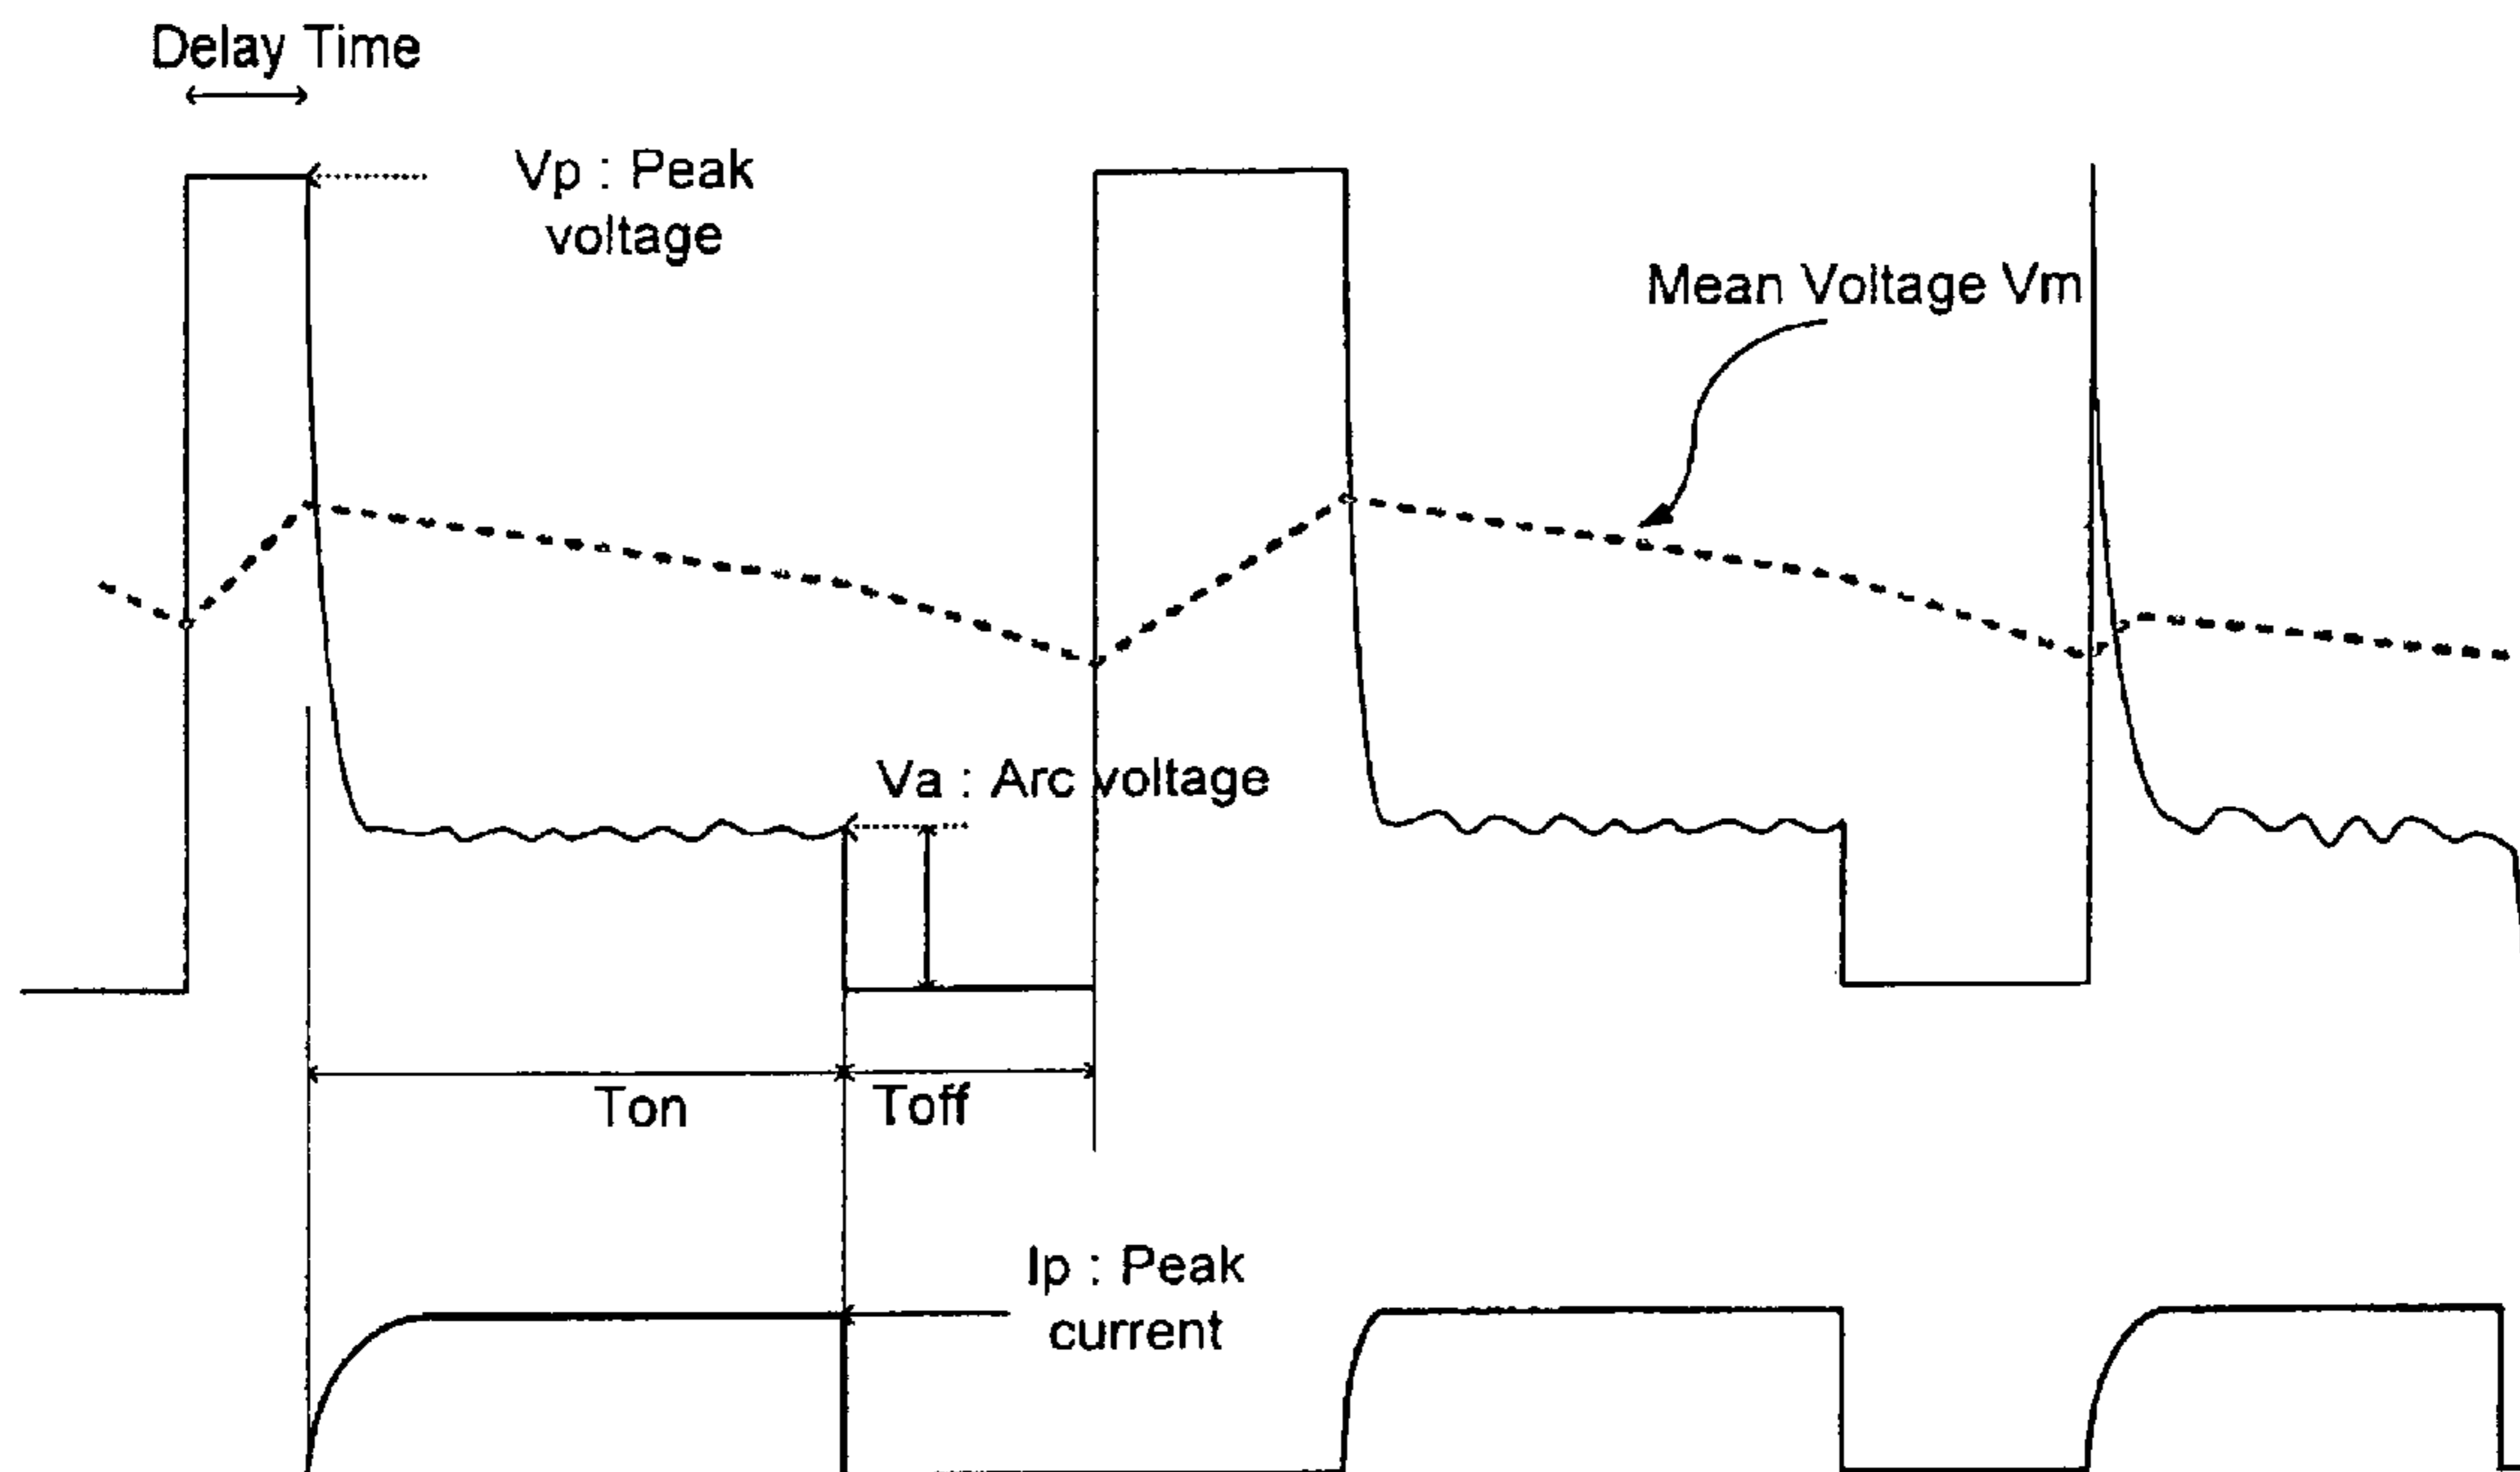 Delay Time
Vp : Peak
voltage
Mean Voltage Vm
Va : Arc voltage
Ton
Toff
Ip : Peak
current